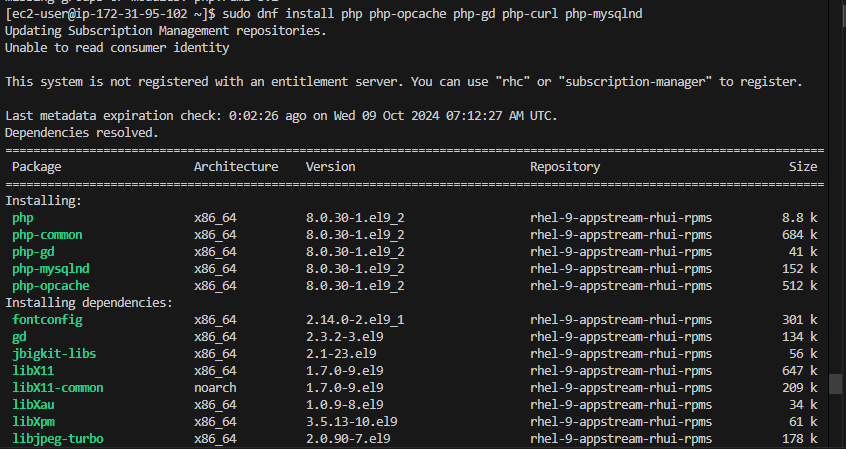 [ec2-user@ip-172-31-95-102 ~]$ sudo dnf install php php-opcache php-gd php-curl php-mysqlnd
Updating Subscription Management repositories.
Unable to read consumer identity
This system is not registered with an entitlement server. You can use "rhc" or "subscription-manager" to register.
Last metadata expiration check: 0:02:26 ago on Wed 09 Oct 2024 07:12:27 AM UTC.
Dependencies resolved.
================================================================================
Package Architecture Version Repository Size
================================================================================
Installing:
php x86_64 8.0.30-1.el9_2 rhel-9-appstream-rhui-rpms 8.8 k
php-common x86_64 8.0.30-1.el9_2 rhel-9-appstream-rhui-rpms 684 k
php-gd x86_64 8.0.30-1.el9_2 rhel-9-appstream-rhui-rpms 41 k
php-mysqlnd x86_64 8.0.30-1.el9_2 rhel-9-appstream-rhui-rpms 152 k
php-opcache x86_64 8.0.30-1.el9_2 rhel-9-appstream-rhui-rpms 512 k
Installing dependencies:
fontconfig x86_64 2.14.0-2.el9_1 rhel-9-appstream-rhui-rpms 301 k
gd x86_64 2.3.2-3.el9 rhel-9-appstream-rhui-rpms 134 k
jbigkit-libs x86_64 2.1-23.el9 rhel-9-appstream-rhui-rpms 56 k
libX11 x86_64 1.7.0-9.el9 rhel-9-appstream-rhui-rpms 647 k
libX11-common noarch 1.7.0-9.el9 rhel-9-appstream-rhui-rpms 209 k
libXau x86_64 1.0.9-8.el9 rhel-9-appstream-rhui-rpms 34 k
libXpm x86_64 3.5.13-10.el9 rhel-9-appstream-rhui-rpms 61 k
libjpeg-turbo x86_64 2.0.90-7.el9 rhel-9-appstream-rhui-rpms 178 k